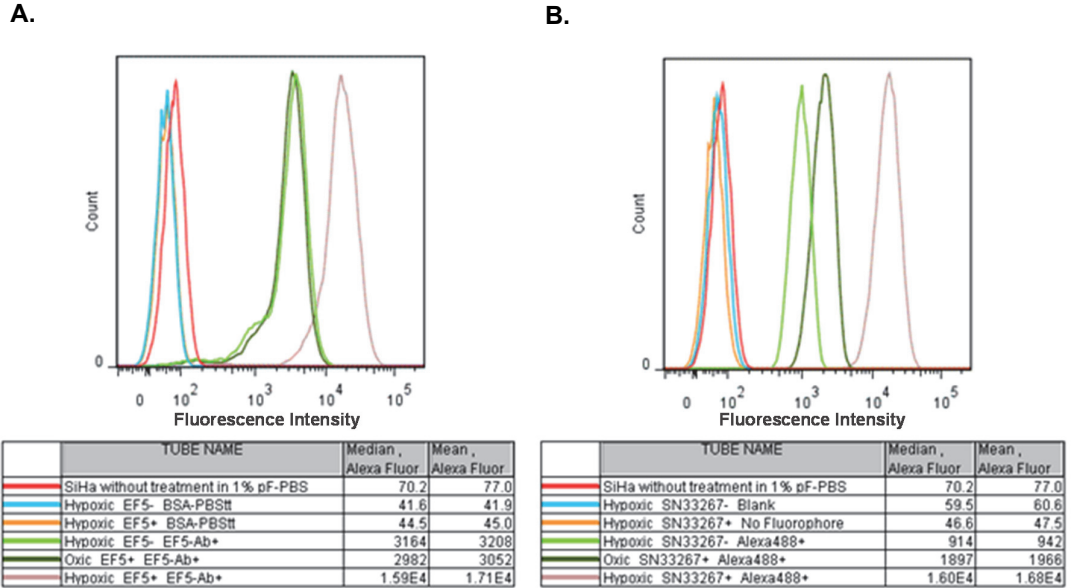 A.
B.
Count
0
0 10² 10³ 10⁴ 10⁵
Fluorescence Intensity
Count
0
0 10² 10³ 10⁴ 10⁵
Fluorescence Intensity
TUBE NAME Median , Alexa Fluor Mean , Alexa Fluor
SiHa without treatment in 1% pF-PBS 70.2 77.0
Hypoxic EF5- BSA-PBStt 41.6 41.9
Hypoxic EF5+ BSA-PBStt 44.5 45.0
Hypoxic EF5- EF5-Ab+ 3164 3208
Oxic EF5+ EF5-Ab+ 2982 3052
Hypoxic EF5+ EF5-Ab+ 1.59E4 1.71E4
TUBE NAME Median , Alexa Fluor Mean , Alexa Fluor
SiHa without treatment in 1% pF-PBS 70.2 77.0
Hypoxic SN33267- Blank 59.5 60.6
Hypoxic SN33267+ No Fluorophore 46.6 47.5
Hypoxic SN33267- Alexa488+ 914 942
Oxic SN33267+ Alexa488+ 1897 1966
Hypoxic SN33267+ Alexa488+ 1.60E4 1.68E4